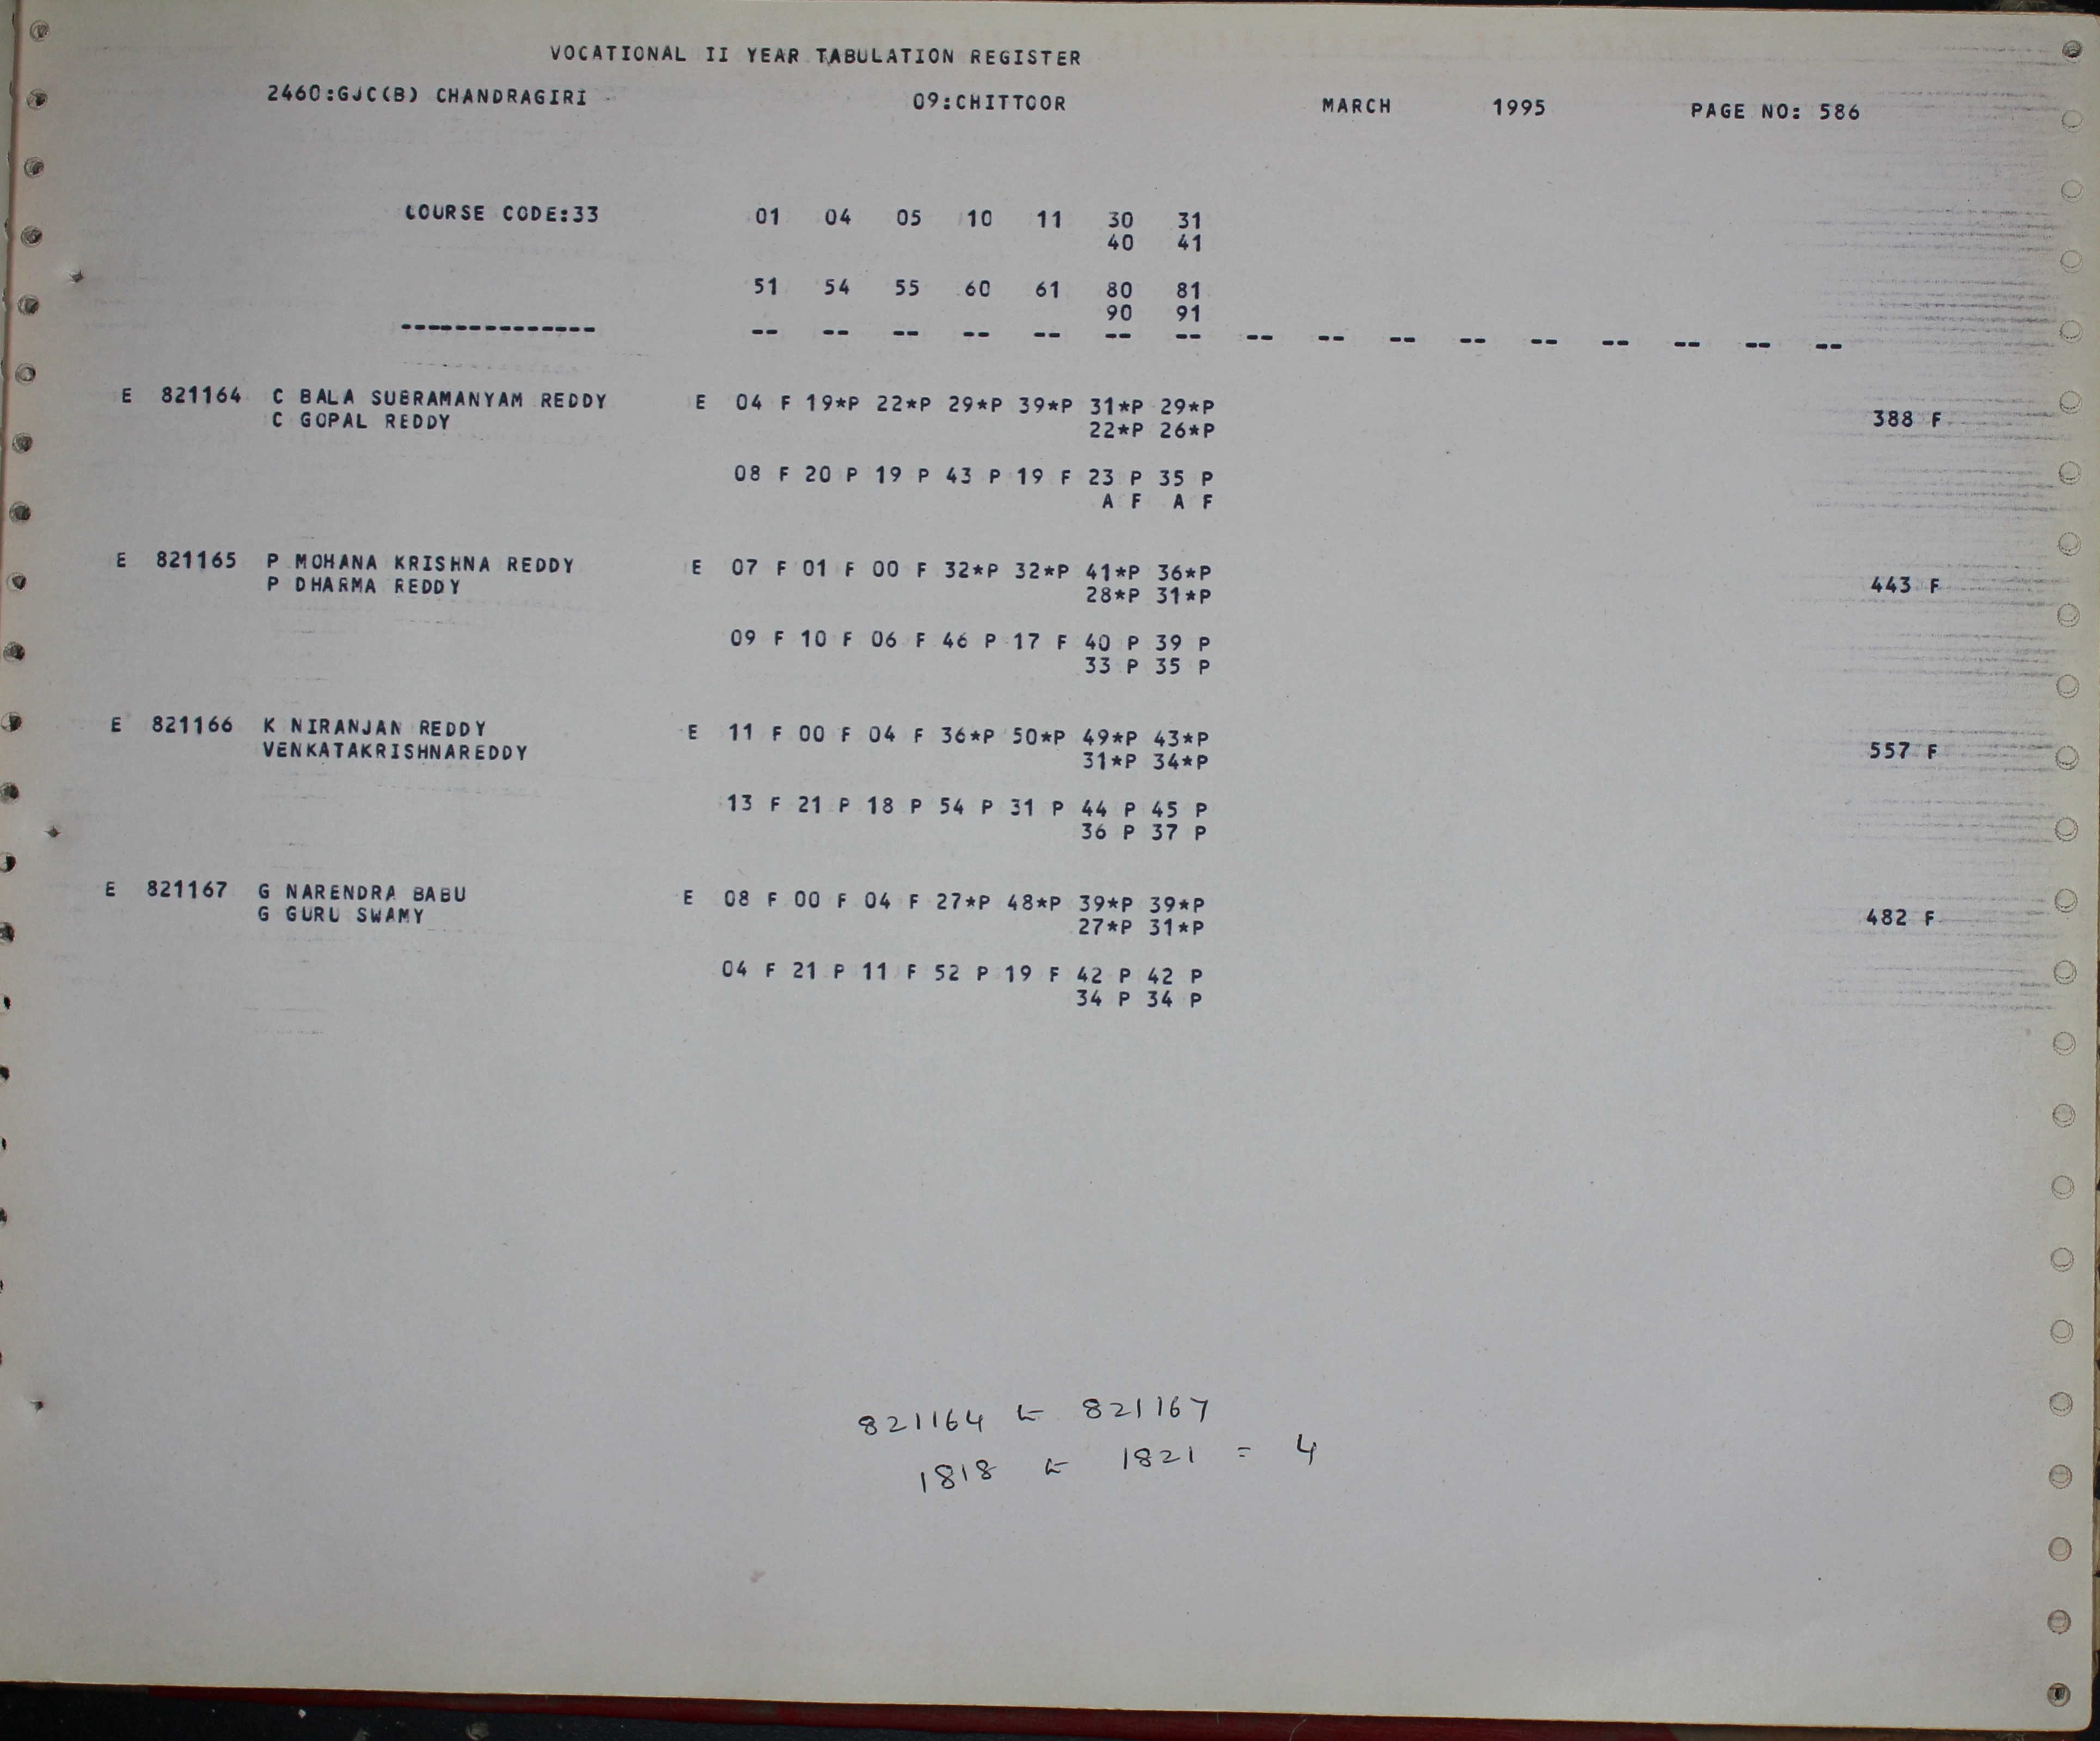 VOCATIONAL II YEAR TABULATION REGISTER
2460:GJC(B) CHANDRAGIRI 09:CHITTOOR MARCH 1995 PAGE NO: 586
COURSE CODE:33 01 04 05 10 11 30 31
40 41
51 54 55 60 61 80 81
90 91
-------------- -- -- -- -- -- -- -- -- -- -- -- -- -- -- -- --
E 821164 C BALA SUBRAMANYAM REDDY E 04 F 19*P 22*P 29*P 39*P 31*P 29*P 388 F
C GOPAL REDDY 22*P 26*P
08 F 20 P 19 P 43 P 19 F 23 P 35 P
A F A F
E 821165 P MOHANA KRISHNA REDDY E 07 F 01 F 00 F 32*P 32*P 41*P 36*P 443 F
P DHARMA REDDY 28*P 31*P
09 F 10 F 06 F 46 P 17 F 40 P 39 P
33 P 35 P
E 821166 K NIRANJAN REDDY E 11 F 00 F 04 F 36*P 50*P 49*P 43*P 557 F
VENKATAKRISHNAREDDY 31*P 34*P
13 F 21 P 18 P 54 P 31 P 44 P 45 P
36 P 37 P
E 821167 G NARENDRA BABU E 08 F 00 F 04 F 27*P 48*P 39*P 39*P 482 F
G GURU SWAMY 27*P 31*P
04 F 21 P 11 F 52 P 19 F 42 P 42 P
34 P 34 P
821164 to 821167
1818 to 1821 = 4